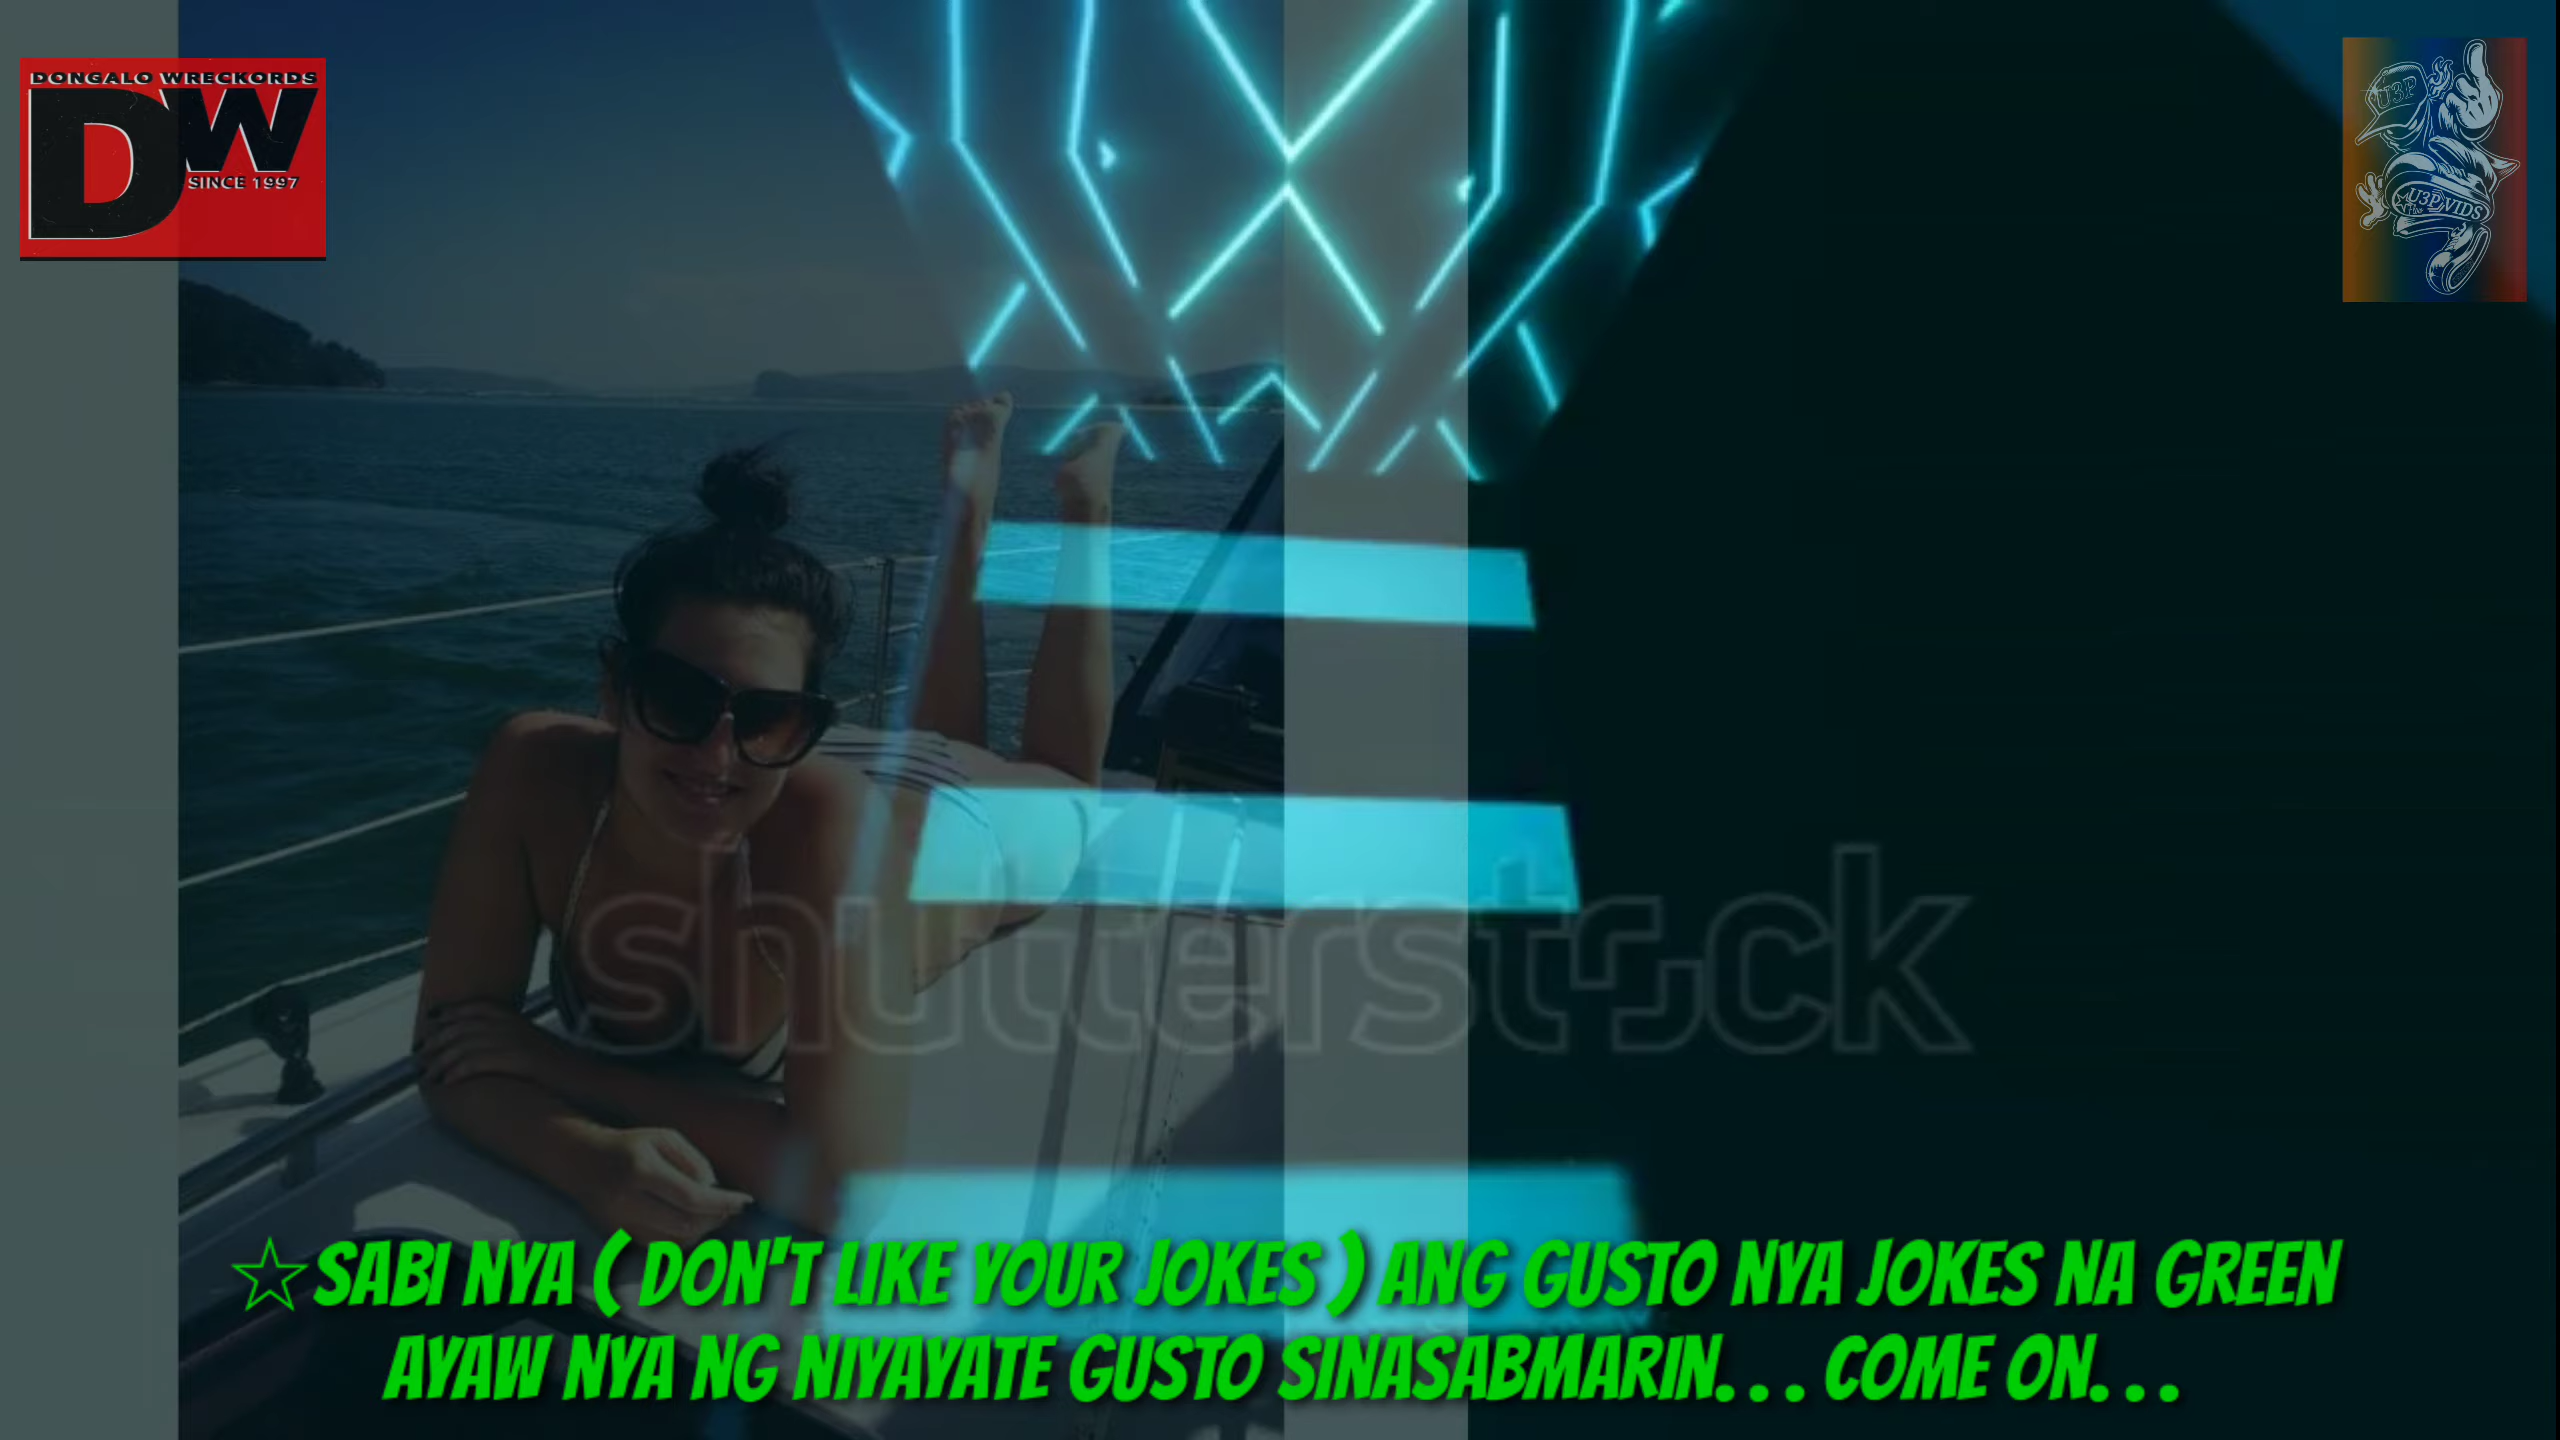 DONGALO WRECKORDS
DW
SINCE 1997
U3P
U3P VIDS
shutterstock
☆SABI NYA ( DON'T LIKE YOUR JOKES ) ANG GUSTO NYA JOKES NA GREEN
AYAW NYA NG NIYAYATE GUSTO SINASABMARIN... COME ON...